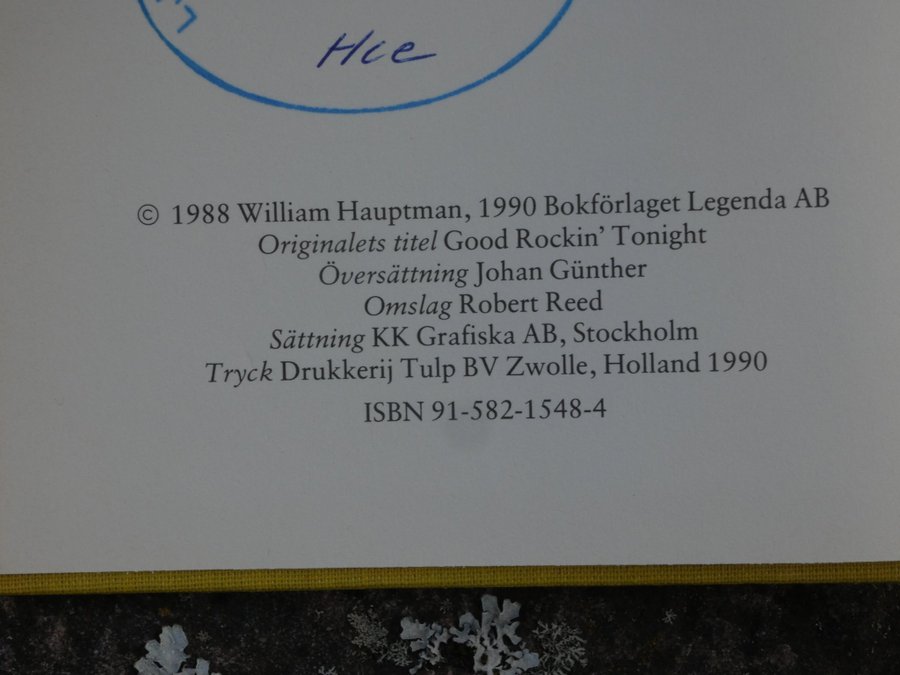 Hce
© 1988 William Hauptman, 1990 Bokförlaget Legenda AB
Originalets titel Good Rockin’ Tonight
Översättning Johan Günther
Omslag Robert Reed
Sättning KK Grafiska AB, Stockholm
Tryck Drukkerij Tulp BV Zwolle, Holland 1990
ISBN 91-582-1548-4